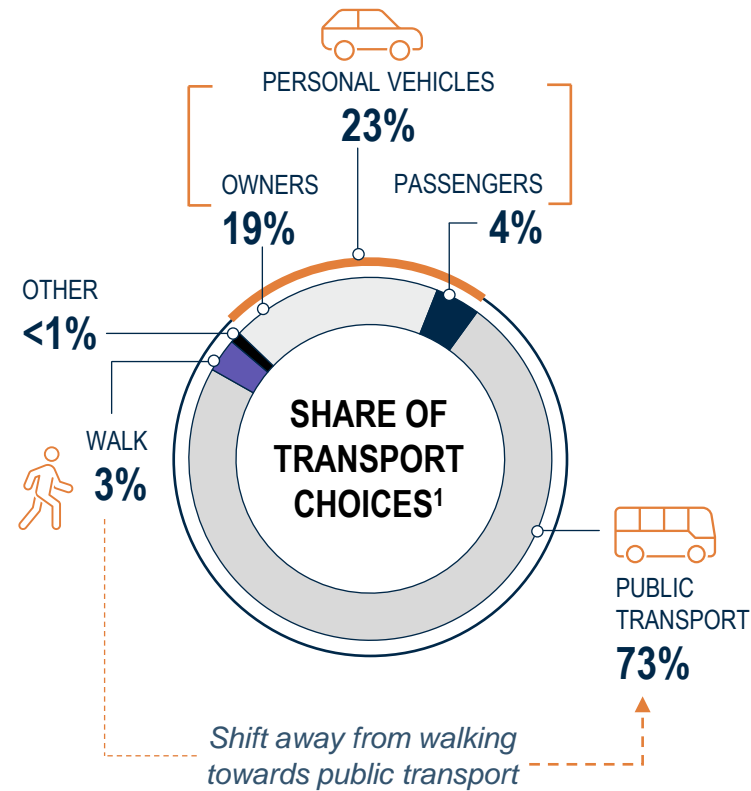 PERSONAL VEHICLES
23%
OWNERS
19%
PASSENGERS
4%
OTHER
<1%
WALK
3%
SHARE OF
TRANSPORT
CHOICES¹
PUBLIC
TRANSPORT
73%
Shift away from walking
towards public transport